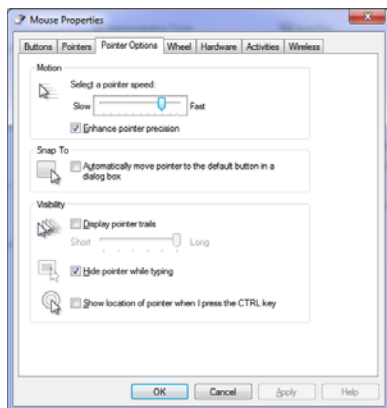 Mouse Properties
Buttons Pointers Pointer Options Wheel Hardware Activities Wireless
Motion
Select a pointer speed:
Slow Fast
Enhance pointer precision
Snap To
Automatically move pointer to the default button in a
dialog box
Visibility
Display pointer trails
Short Long
Hide pointer while typing
Show location of pointer when I press the CTRL key
OK Cancel Apply Help